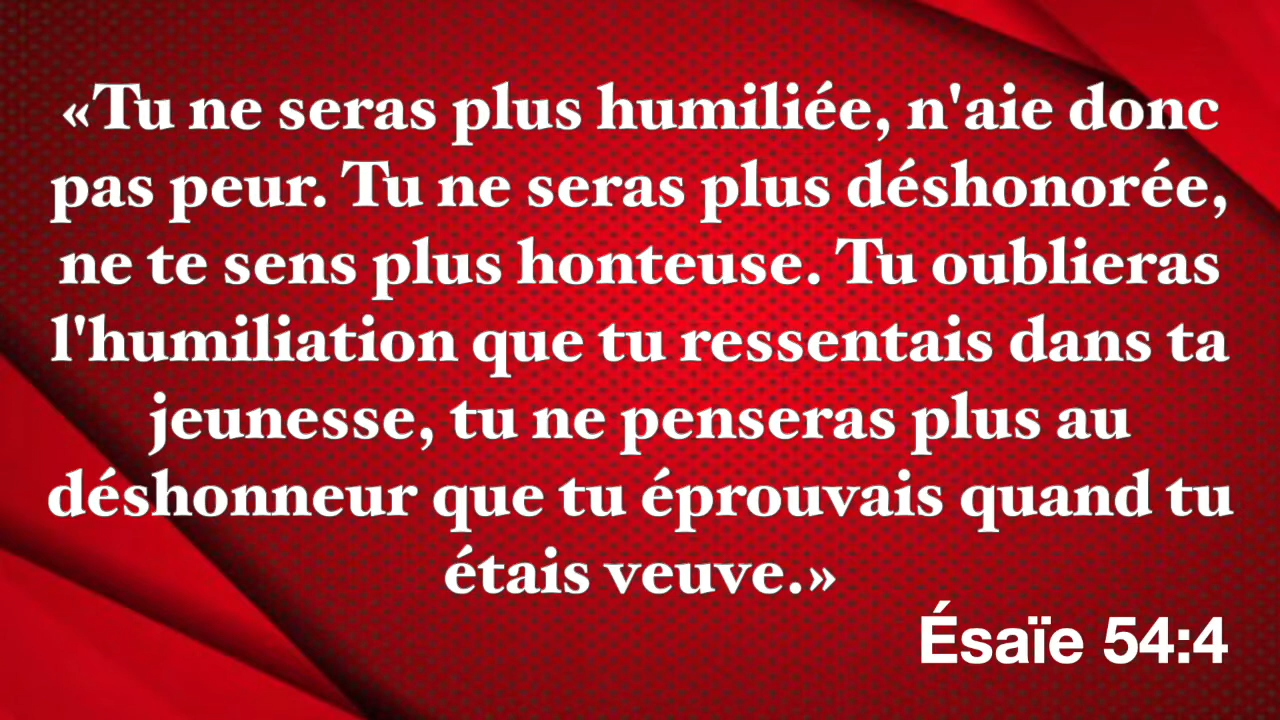 «Tu ne seras plus humiliée, n'aie donc
pas peur. Tu ne seras plus déshonorée,
ne te sens plus honteuse. Tu oublieras
l'humiliation que tu ressentais dans ta
jeunesse, tu ne penseras plus au
déshonneur que tu éprouvais quand tu
étais veuve.»
Ésaïe 54:4